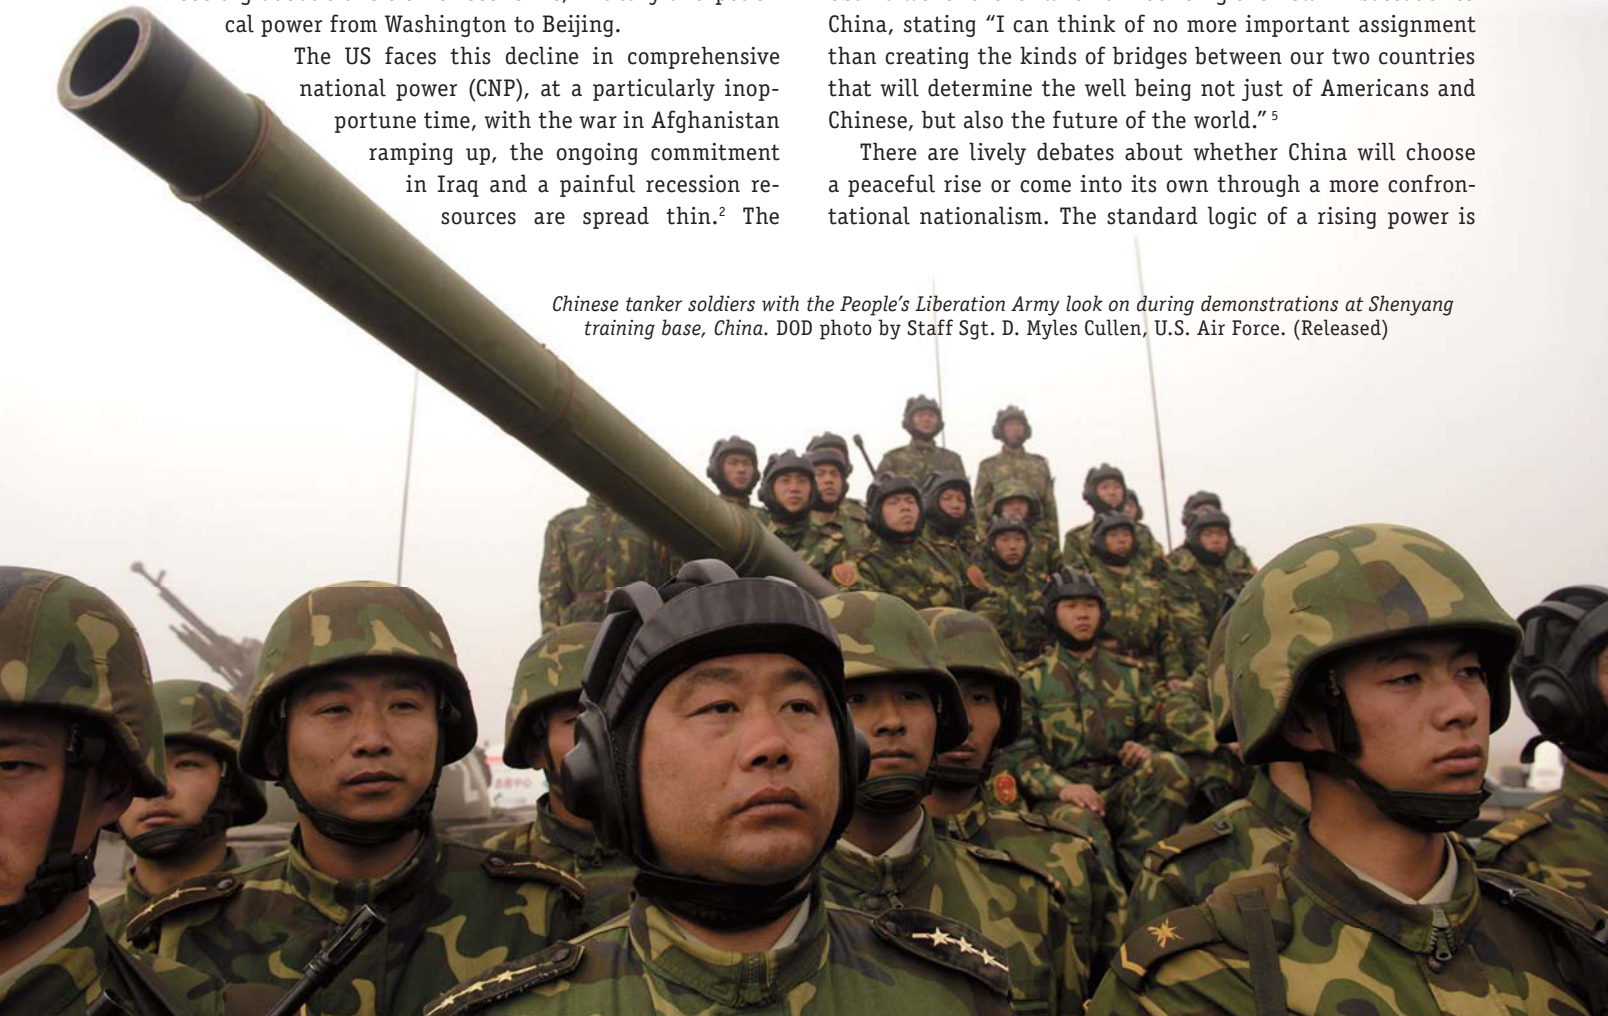 cal power from Washington to Beijing.
The US faces this decline in comprehensive
national power (CNP), at a particularly inop-
portune time, with the war in Afghanistan
ramping up, the ongoing commitment
in Iraq and a painful recession re-
sources are spread thin.2 The
China, stating “I can think of no more important assignment
than creating the kinds of bridges between our two countries
that will determine the well being not just of Americans and
Chinese, but also the future of the world.” 5
There are lively debates about whether China will choose
a peaceful rise or come into its own through a more confron-
tational nationalism. The standard logic of a rising power is
Chinese tanker soldiers with the People’s Liberation Army look on during demonstrations at Shenyang
training base, China. DOD photo by Staff Sgt. D. Myles Cullen, U.S. Air Force. (Released)